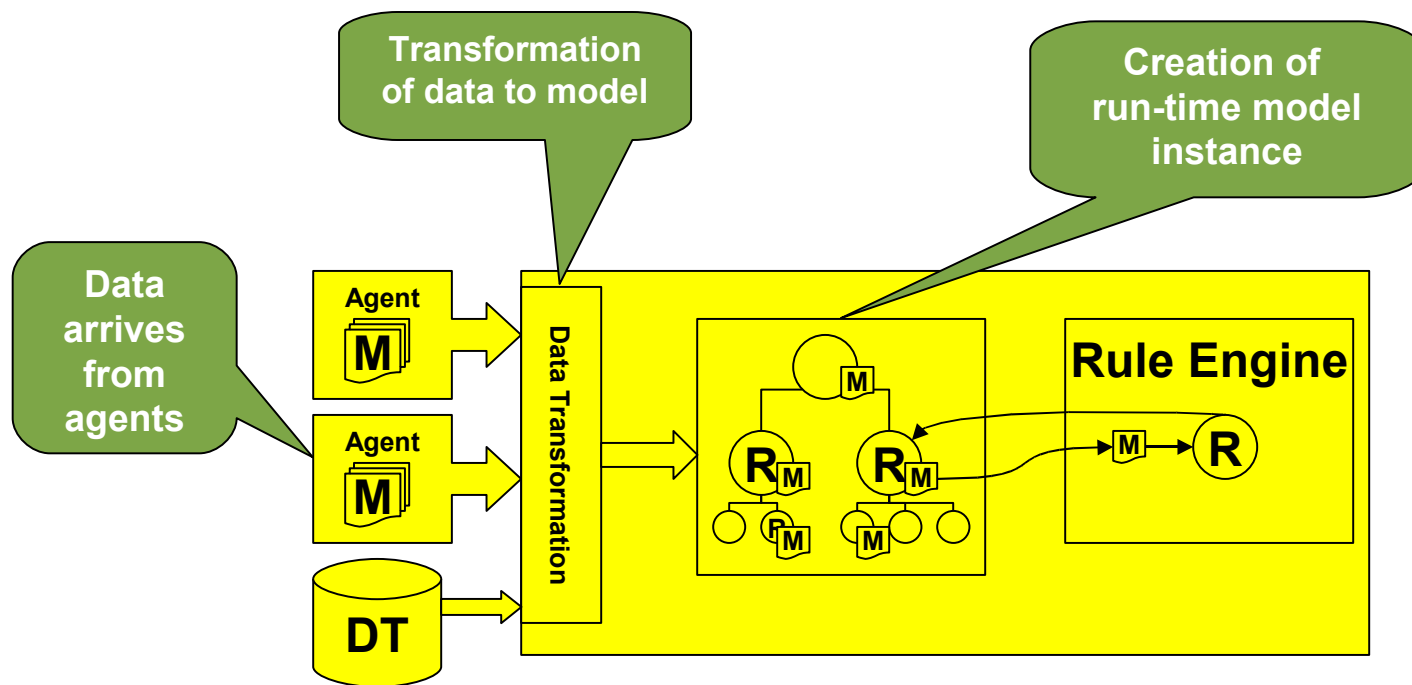 Transformation
of data to model
Creation of
run-time model
instance
Data
arrives
from
agents
Agent
M
Agent
M
DT
Data Transformation
M
R
M
R
M
R
M
M
Rule Engine
M
R